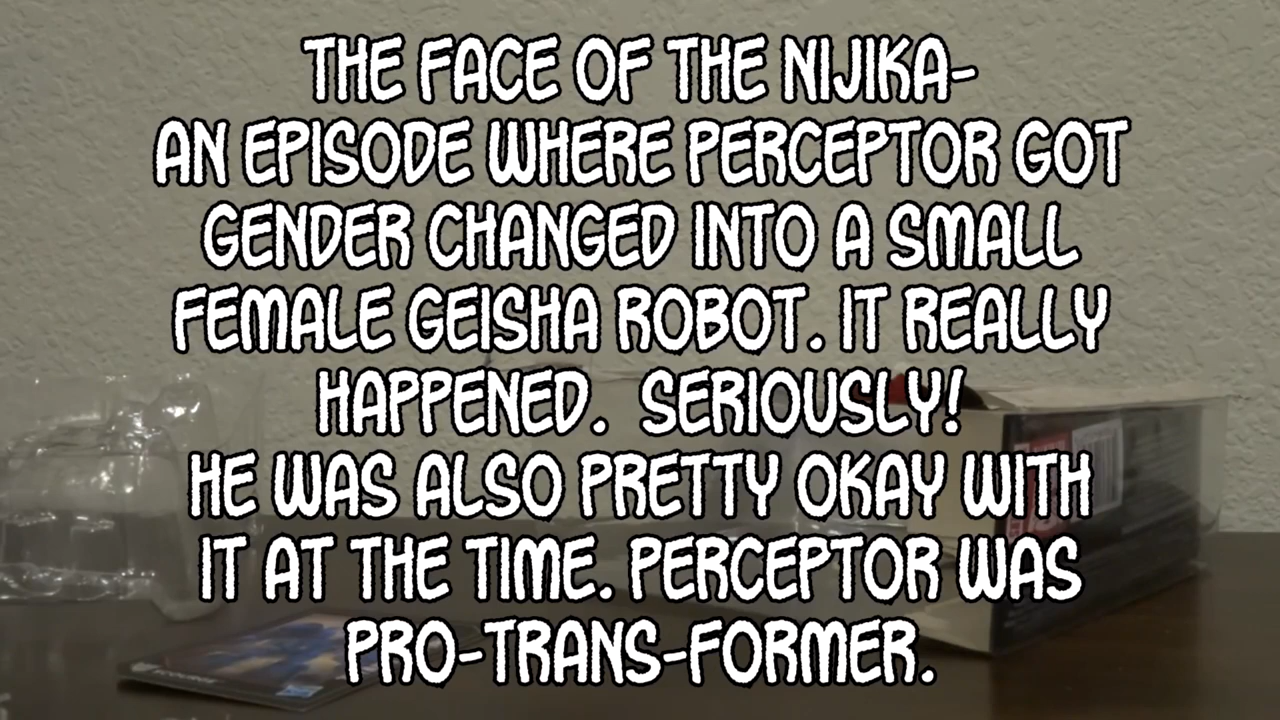 THE FACE OF THE NIJIKA-
AN EPISODE WHERE PERCEPTOR GOT
GENDER CHANGED INTO A SMALL
FEMALE GEISHA ROBOT. IT REALLY
HAPPENED. SERIOUSLY!
HE WAS ALSO PRETTY OKAY WITH
IT AT THE TIME. PERCEPTOR WAS
PRO-TRANS-FORMER.